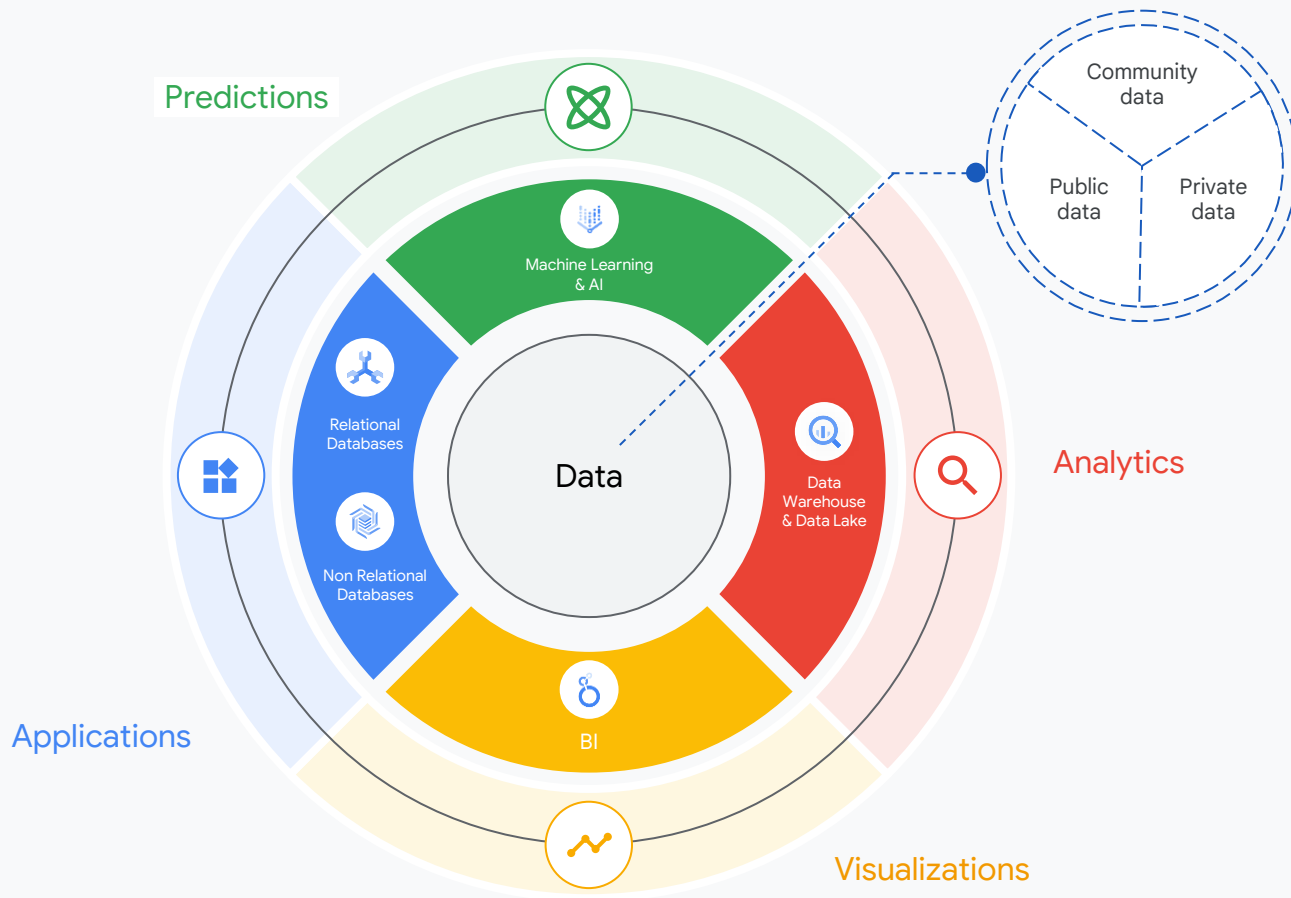 Community
data
Predictions
Public
data
Private
data
Machine Learning
& AI
Relational
Databases
Data
Analytics
Data
Warehouse
& Data Lake
Non Relational
Databases
Applications
BI
Visualizations